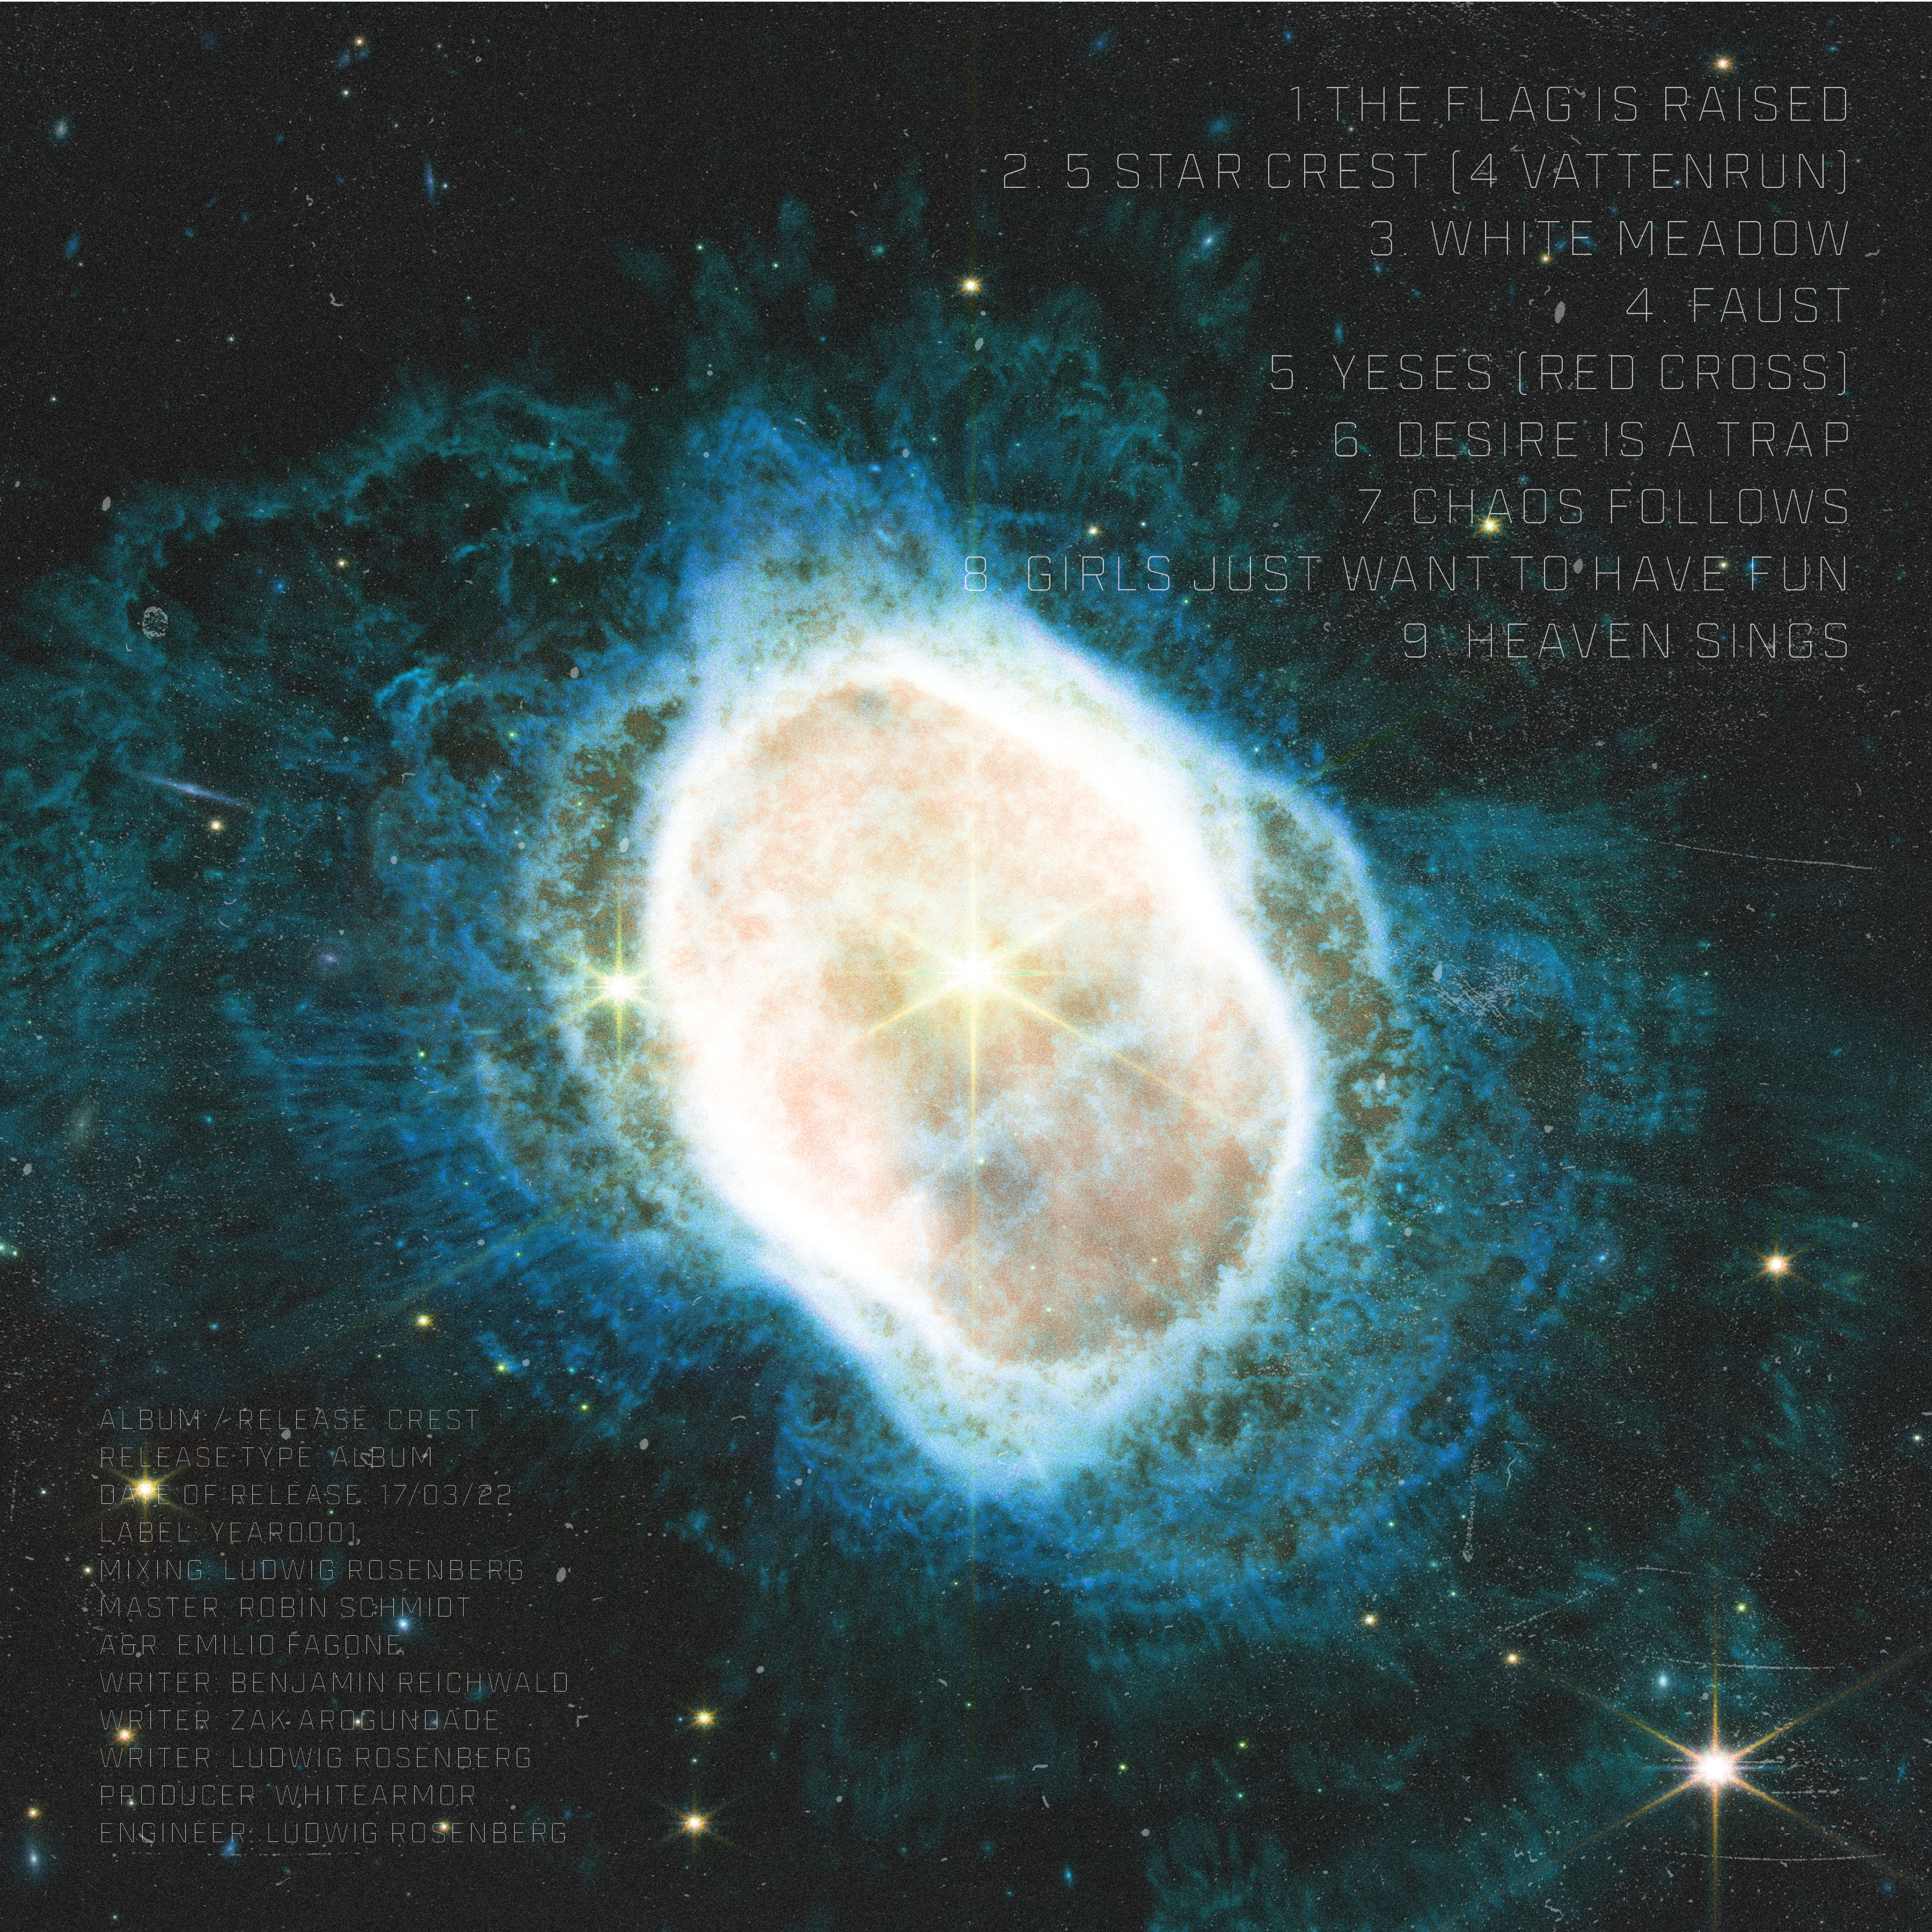 1.THE FLAG IS RAISED
2. 5 STAR CREST (4 VATTENRUN)
3. WHITE MEADOW
4. FAUST
5. YESES (RED CROSS)
6. DESIRE IS A TRAP
7. CHAOS FOLLOWS
8. GIRLS JUST WANT TO HAVE FUN
9. HEAVEN SINGS
ALBUM / RELEASE: CREST
RELEASE TYPE: ALBUM
DATE OF RELEASE: 17/03/22
LABEL: YEAR0001
MIXING: LUDWIG ROSENBERG
MASTER: ROBIN SCHMIDT
A&R: EMILIO FAGONE
WRITER: BENJAMIN REICHWALD
WRITER: ZAK AROGUNDADE
WRITER: LUDWIG ROSENBERG
PRODUCER: WHITEARMOR
ENGINEER: LUDWIG ROSENBERG